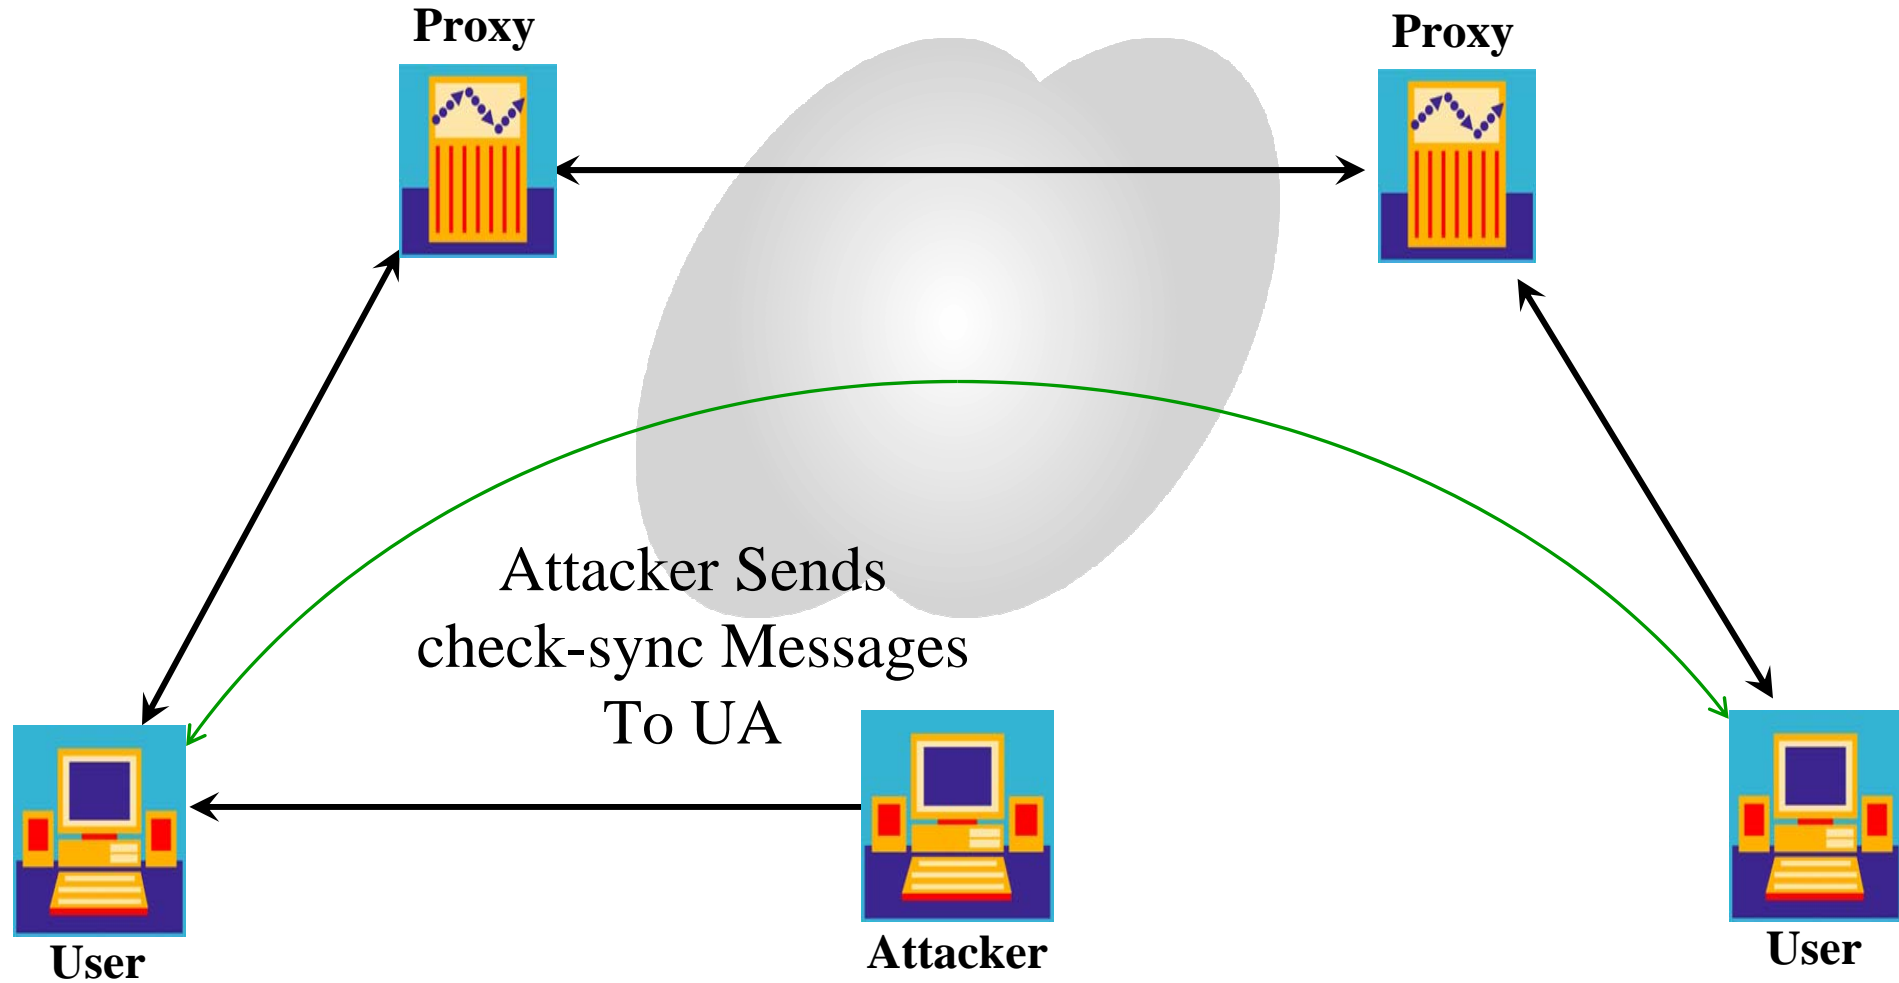 Proxy
Proxy
Attacker Sends
check-sync Messages
To UA
User
Attacker
User